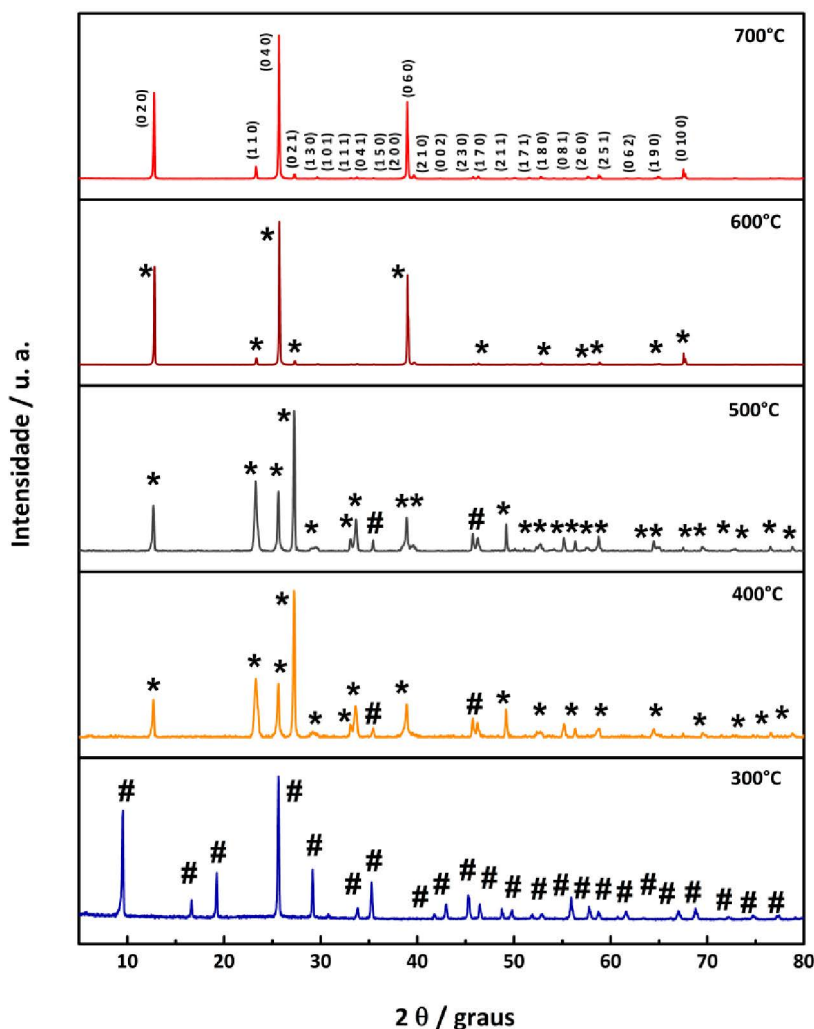 700°C
(0 2 0)
(1 1 0)
(0 4 0)
(0 2 1)
(1 3 0)
(1 0 1)
(1 1 1)
(0 4 1)
(1 5 0)
(2 0 0)
(0 6 0)
(2 1 0)
(0 0 2)
(2 3 0)
(1 7 0)
(2 1 1)
(1 7 1)
(1 8 0)
(0 8 1)
(2 6 0)
(2 5 1)
(0 6 2)
(1 9 0)
(0 10 0)
600°C
* * * * * * * * * * *
500°C
* * * * * * * # * * # * * * * * * * * * * * * * * *
400°C
* * * * * * * # * # * * * * * * * * *
300°C
# # # # # # # # # # # # # # # # # # # # # #
10 20 30 40 50 60 70 80
2 θ / graus
Intensidade / u. a.